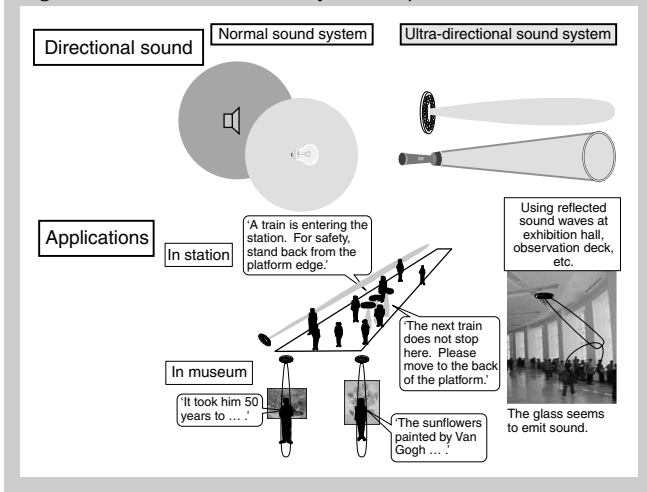 Directional sound
Normal sound system
Ultra-directional sound system
Applications
In station
'A train is entering the
station. For safety,
stand back from the
platform edge.'
'The next train
does not stop
here. Please
move to the back
of the platform.'
In museum
'It took him 50
years to ... .'
'The sunflowers
painted by Van
Gogh ... .'
Using reflected
sound waves at
exhibition hall,
observation deck,
etc.
The glass seems
to emit sound.